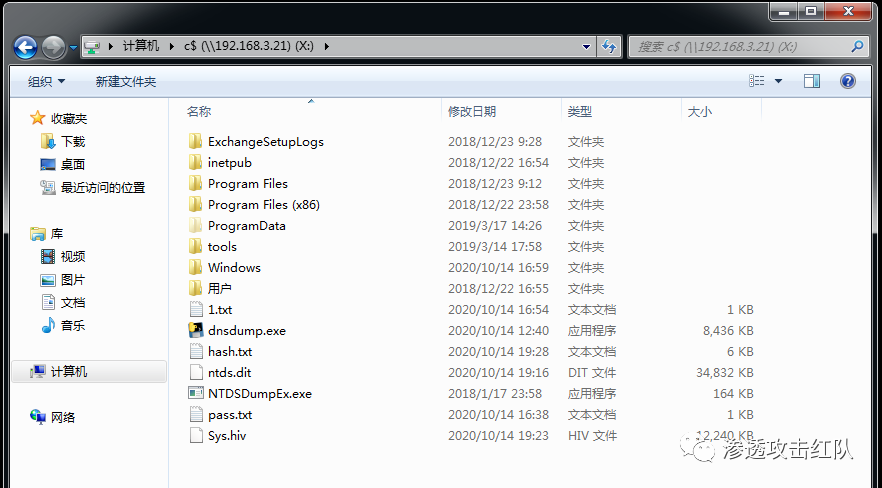 计算机 ▸ c$ (\\192.168.3.21) (X:) ▸
搜索 c$ (\\192.168.3.21) (X:)
组织 新建文件夹
名称 修改日期 类型 大小
收藏夹
下载
桌面
最近访问的位置
库
视频
图片
文档
音乐
计算机
网络
ExchangeSetupLogs 2018/12/23 9:28 文件夹
inetpub 2018/12/22 16:54 文件夹
Program Files 2018/12/23 9:12 文件夹
Program Files (x86) 2018/12/22 23:58 文件夹
ProgramData 2019/3/17 14:26 文件夹
tools 2019/3/14 17:58 文件夹
Windows 2020/10/14 16:59 文件夹
用户 2018/12/22 16:55 文件夹
1.txt 2020/10/14 16:54 文本文档 1 KB
dnsdump.exe 2020/10/14 12:40 应用程序 8,436 KB
hash.txt 2020/10/14 19:28 文本文档 6 KB
ntds.dit 2020/10/14 19:16 DIT 文件 34,832 KB
NTDSDumpEx.exe 2018/1/17 23:58 应用程序 164 KB
pass.txt 2020/10/14 16:38 文本文档 1 KB
Sys.hiv 2020/10/14 19:23 HIV 文件 12,240 KB
渗透攻击红队